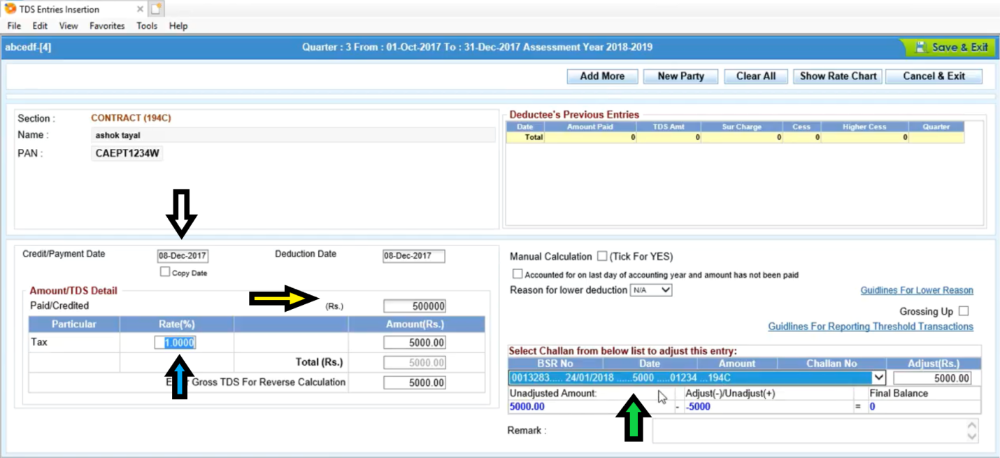 TDS Entries Insertion
File Edit View Favorites Tools Help
abcedf-[4] Quarter : 3 From : 01-Oct-2017 To : 31-Dec-2017 Assessment Year 2018-2019 Save & Exit
Add More New Party Clear All Show Rate Chart Cancel & Exit
Section : CONTRACT (194C)
Name : ashok tayal
PAN : CAEPT1234W
Deductee's Previous Entries
Date Amount Paid TDS Amt Sur Charge Cess Higher Cess Quarter
Total 0 0 0 0 0
Credit/Payment Date 08-Dec-2017 Deduction Date 08-Dec-2017
Copy Date
Amount/TDS Detail
Paid/Credited (Rs.) 500000
Particular Rate(%) Amount(Rs.)
Tax 1.0000 5000.00
Total (Rs.) 5000.00
Gross TDS For Reverse Calculation 5000.00
Manual Calculation (Tick For YES)
Accounted for on last day of accounting year and amount has not been paid
Reason for lower deduction N/A Guidlines For Lower Reason
Grossing Up
Guidlines For Reporting Threshold Transactions
Select Challan from below list to adjust this entry:
BSR No Date Amount Challan No Adjust(Rs.)
0013283..... 24/01/2018 ......5000 .....01234 ...194C 5000.00
Unadjusted Amount: Adjust(-)/Unadjust(+) Final Balance
5000.00 - -5000 = 0
Remark :